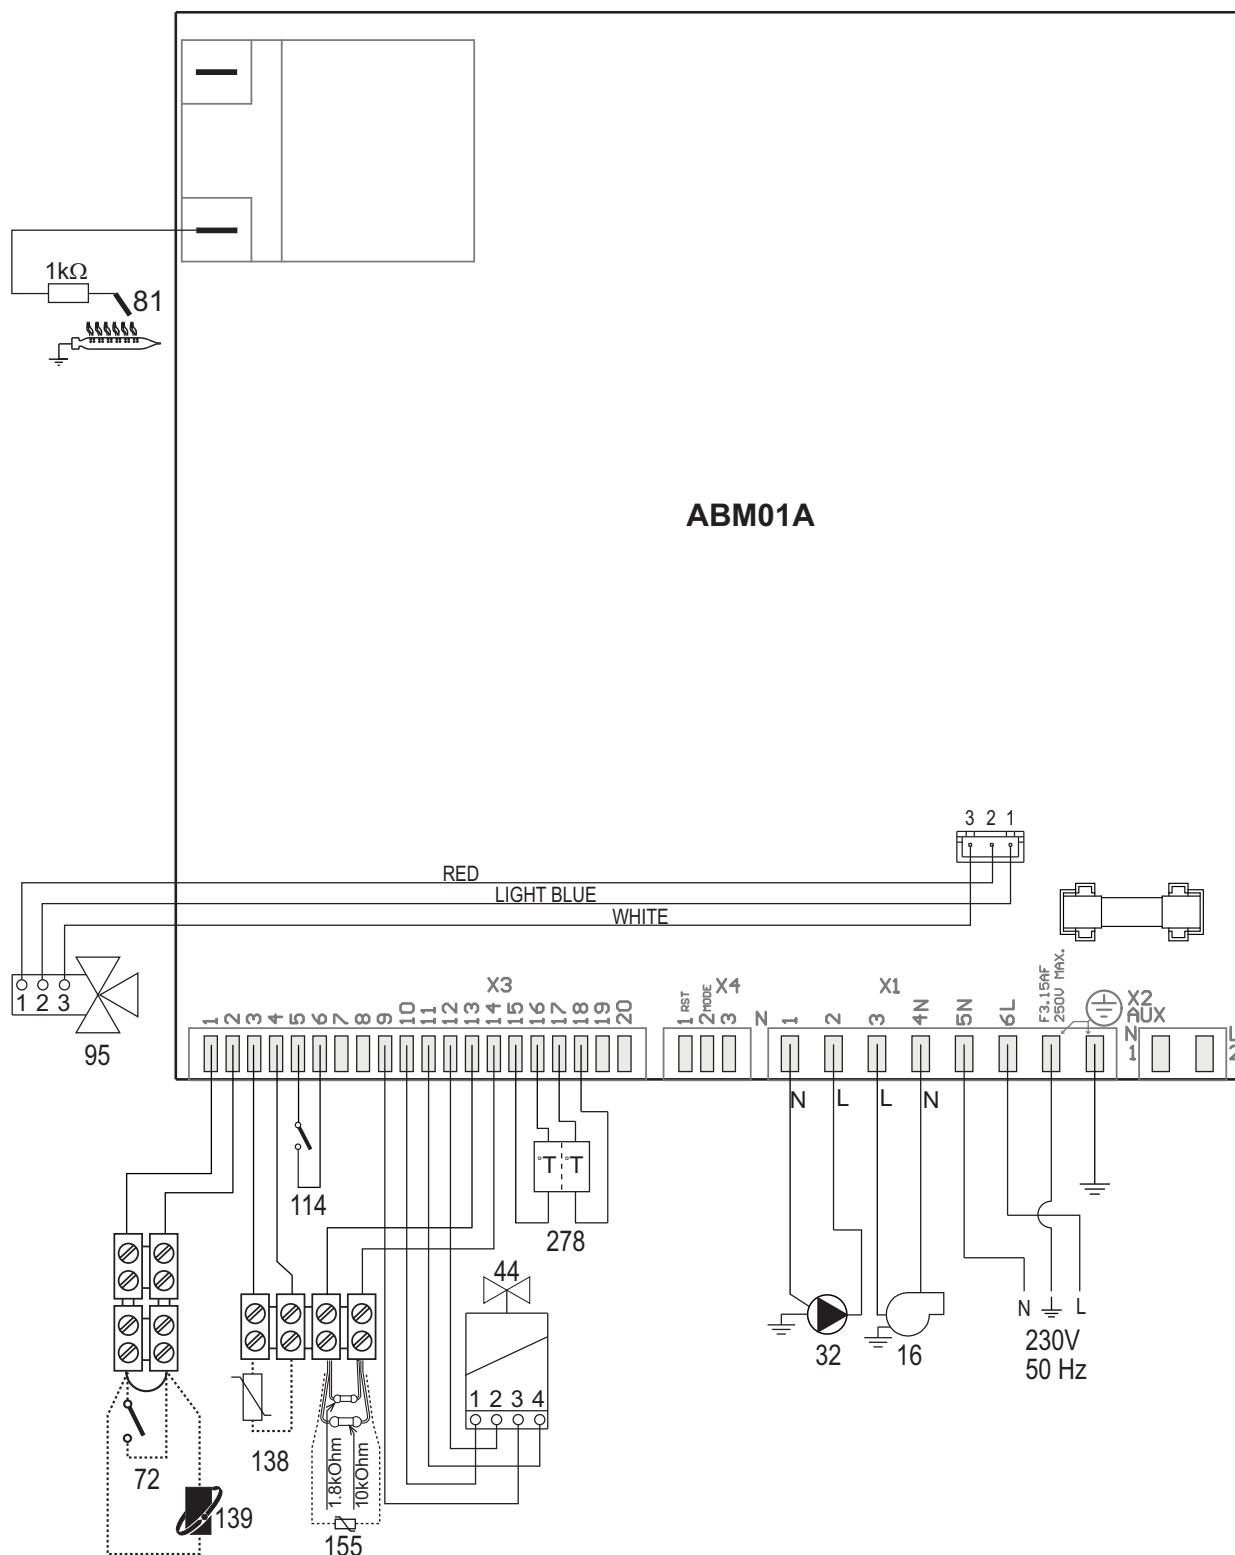 1kΩ
81
ABM01A
3 2 1
RED
LIGHT BLUE
WHITE
1 2 3
95
X3
1 2 3 4 5 6 7 8 9 10 11 12 13 14 15 16 17 18 19 20
X4
1 RST
2 MODE
3
X1
N 1 2 3 4N 5N 6L
F3.15AF
250V MAX.
X2
AUX
N
1
L
2
N L L N
114
278
44
1 2 3 4
32
16
N L
230V
50 Hz
72
139
138
1.8kOhm
10kOhm
155
°T °T